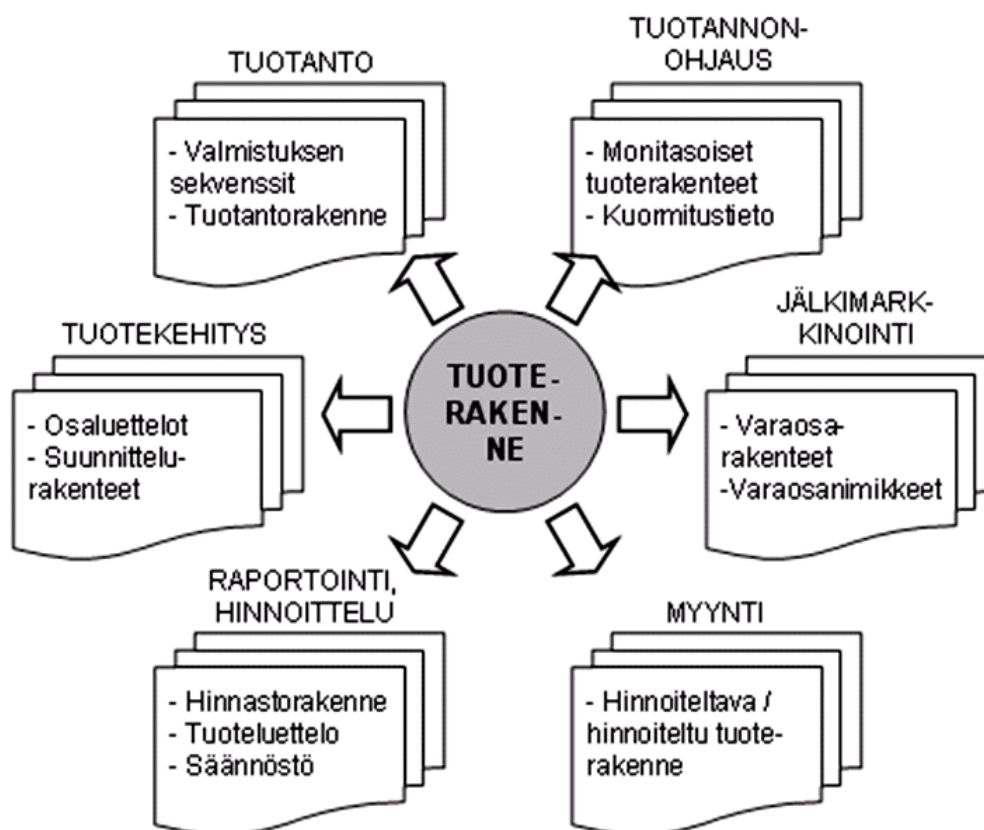 TUOTANTO
- Valmistuksen
sekvenssit
- Tuotantorakenne
TUOTANNON-
OHJAUS
- Monitasoiset
tuoterakenteet
- Kuormitustieto
TUOTEKEHITYS
- Osaluettelot
- Suunnittelu-
rakenteet
TUOTE-
RAKEN-
NE
JÄLKIMARK-
KINOINTI
- Varaosa-
rakenteet
-Varaosanimikkeet
RAPORTOINTI,
HINNOITTELU
- Hinnastorakenne
- Tuoteluettelo
- Säännöstö
MYYNTI
- Hinnoiteltava /
hinnoiteltu tuote-
rakenne